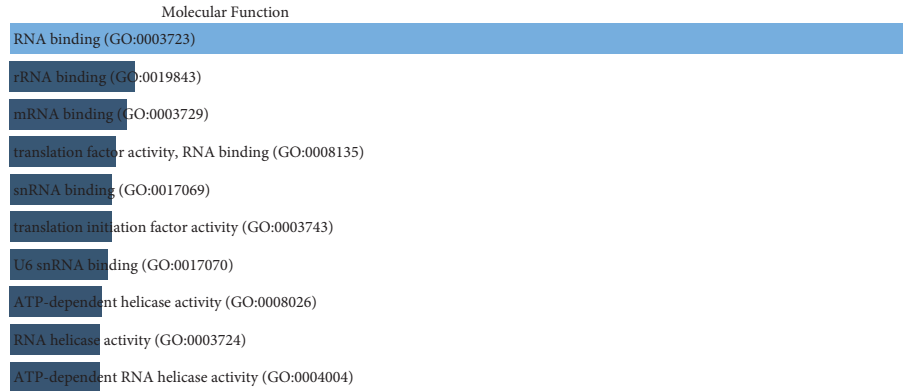 Molecular Function
RNA binding (GO:0003723)
rRNA binding (GO:0019843)
mRNA binding (GO:0003729)
translation factor activity, RNA binding (GO:0008135)
snRNA binding (GO:0017069)
translation initiation factor activity (GO:0003743)
U6 snRNA binding (GO:0017070)
ATP-dependent helicase activity (GO:0008026)
RNA helicase activity (GO:0003724)
ATP-dependent RNA helicase activity (GO:0004004)